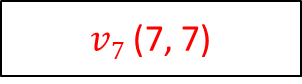 𝑣₇ (7, 7)